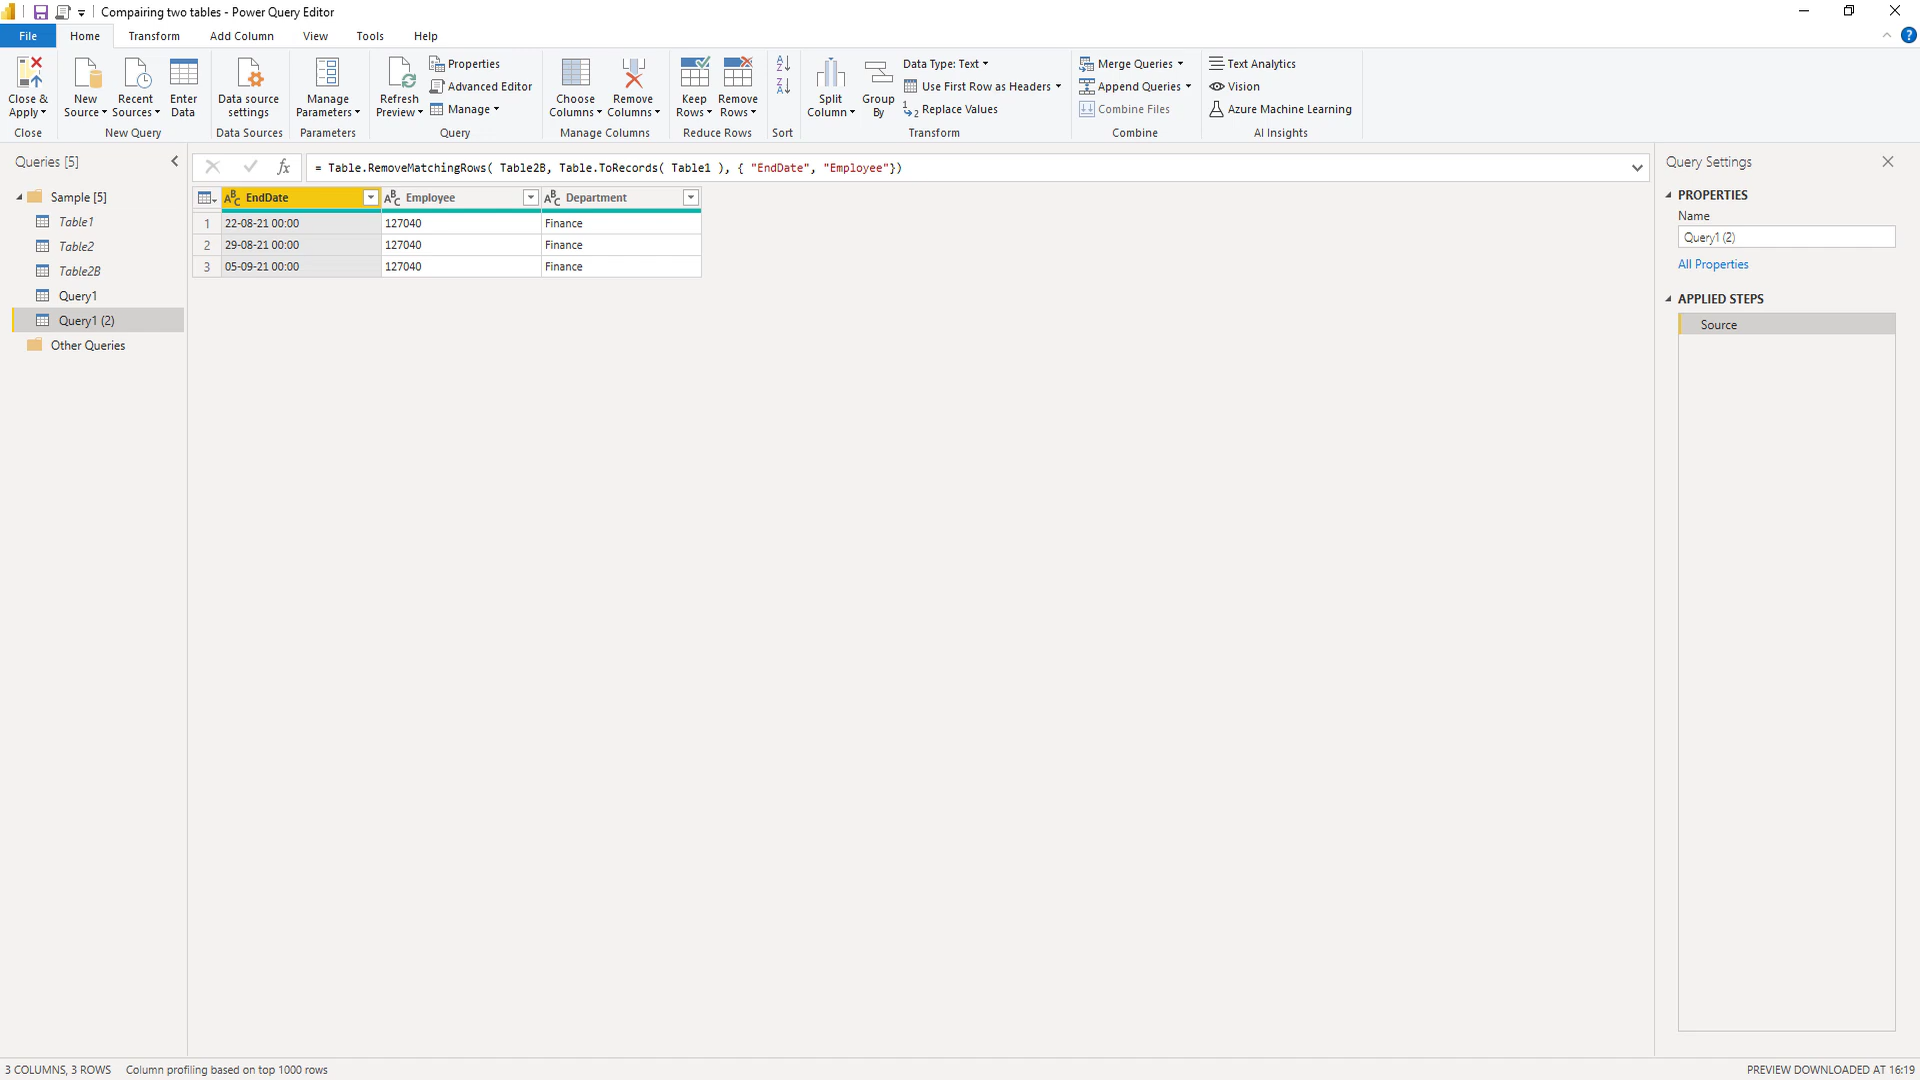 Compairing two tables - Power Query Editor
File Home Transform Add Column View Tools Help
Close & Apply
Close
New Source
Recent Sources
Enter Data
New Query
Data source settings
Data Sources
Manage Parameters
Parameters
Refresh Preview
Properties
Advanced Editor
Manage
Query
Choose Columns
Remove Columns
Manage Columns
Keep Rows
Remove Rows
Reduce Rows
Sort
Split Column
Group By
Data Type: Text
Use First Row as Headers
Replace Values
Transform
Merge Queries
Append Queries
Combine Files
Combine
Text Analytics
Vision
Azure Machine Learning
AI Insights
Queries [5]
Sample [5]
Table1
Table2
Table2B
Query1
Query1 (2)
Other Queries
= Table.RemoveMatchingRows( Table2B, Table.ToRecords( Table1 ), { "EndDate", "Employee"})
EndDate Employee Department
1 22-08-21 00:00 127040 Finance
2 29-08-21 00:00 127040 Finance
3 05-09-21 00:00 127040 Finance
Query Settings
PROPERTIES
Name
Query1 (2)
All Properties
APPLIED STEPS
Source
3 COLUMNS, 3 ROWS Column profiling based on top 1000 rows
PREVIEW DOWNLOADED AT 16:19